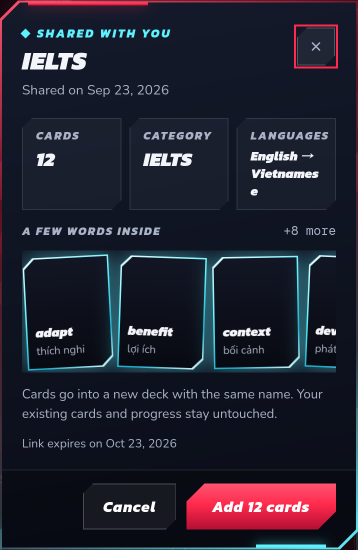 SHARED WITH YOU
IELTS
Shared on Sep 23, 2026
CARDS
12
CATEGORY
IELTS
LANGUAGES
English →
Vietnames
e
A FEW WORDS INSIDE
+8 more
adapt
thích nghi
benefit
lợi ích
context
bối cảnh
dev
phát
Cards go into a new deck with the same name. Your
existing cards and progress stay untouched.
Link expires on Oct 23, 2026
Cancel
Add 12 cards